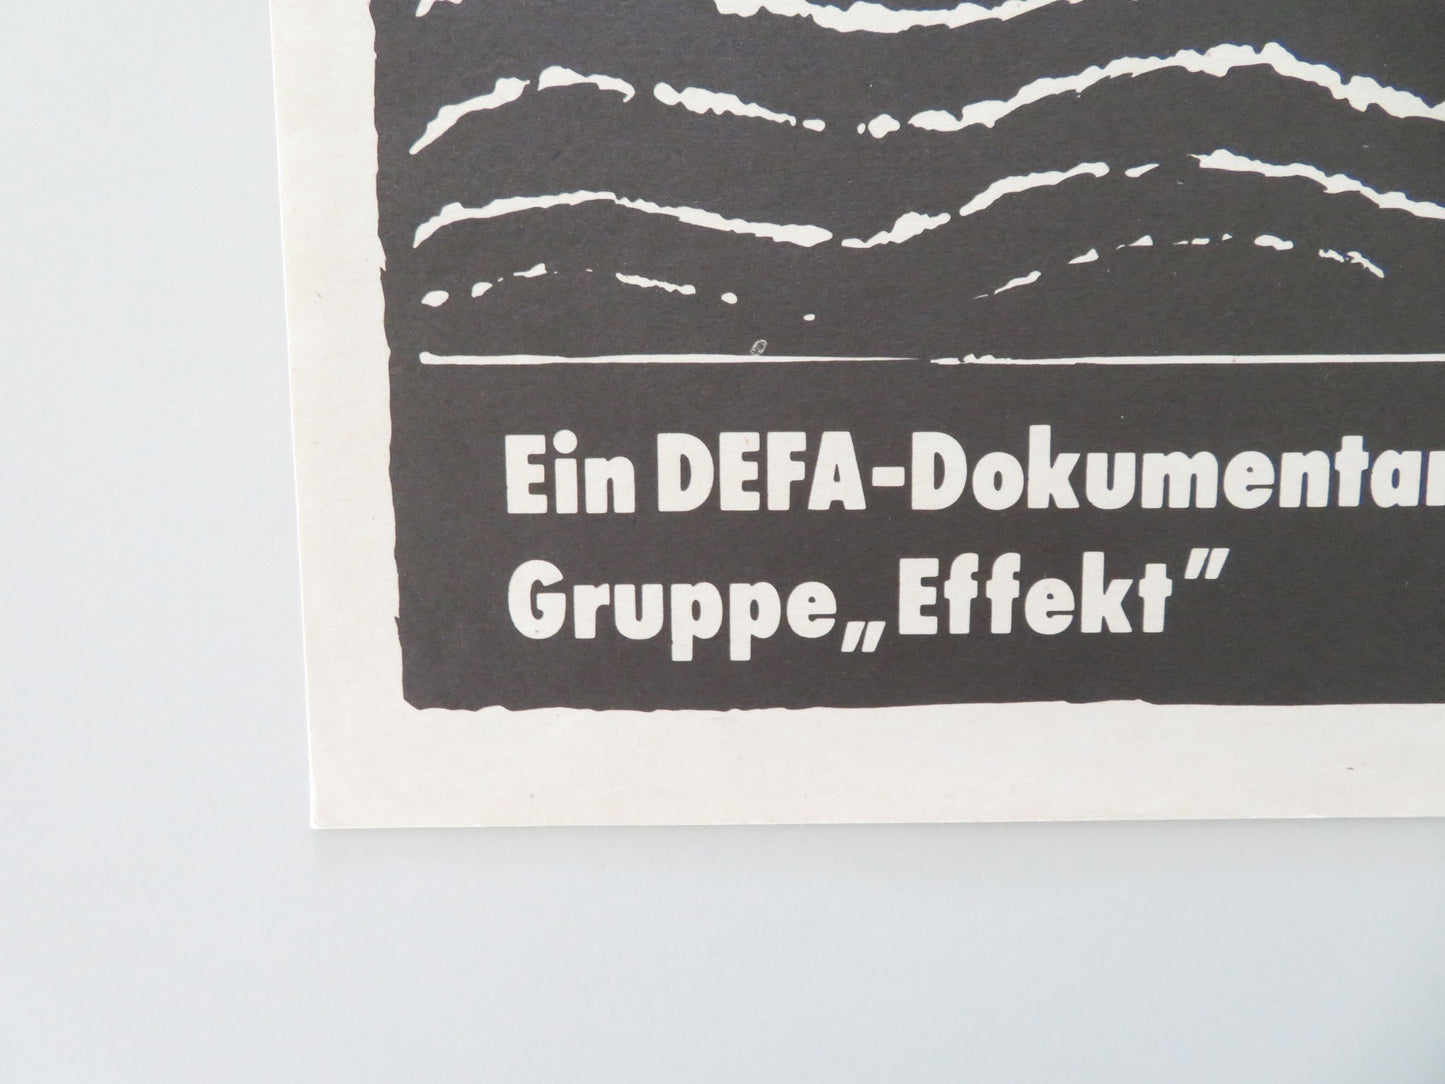 Ein DEFA-Dokumentar
Gruppe „Effekt”